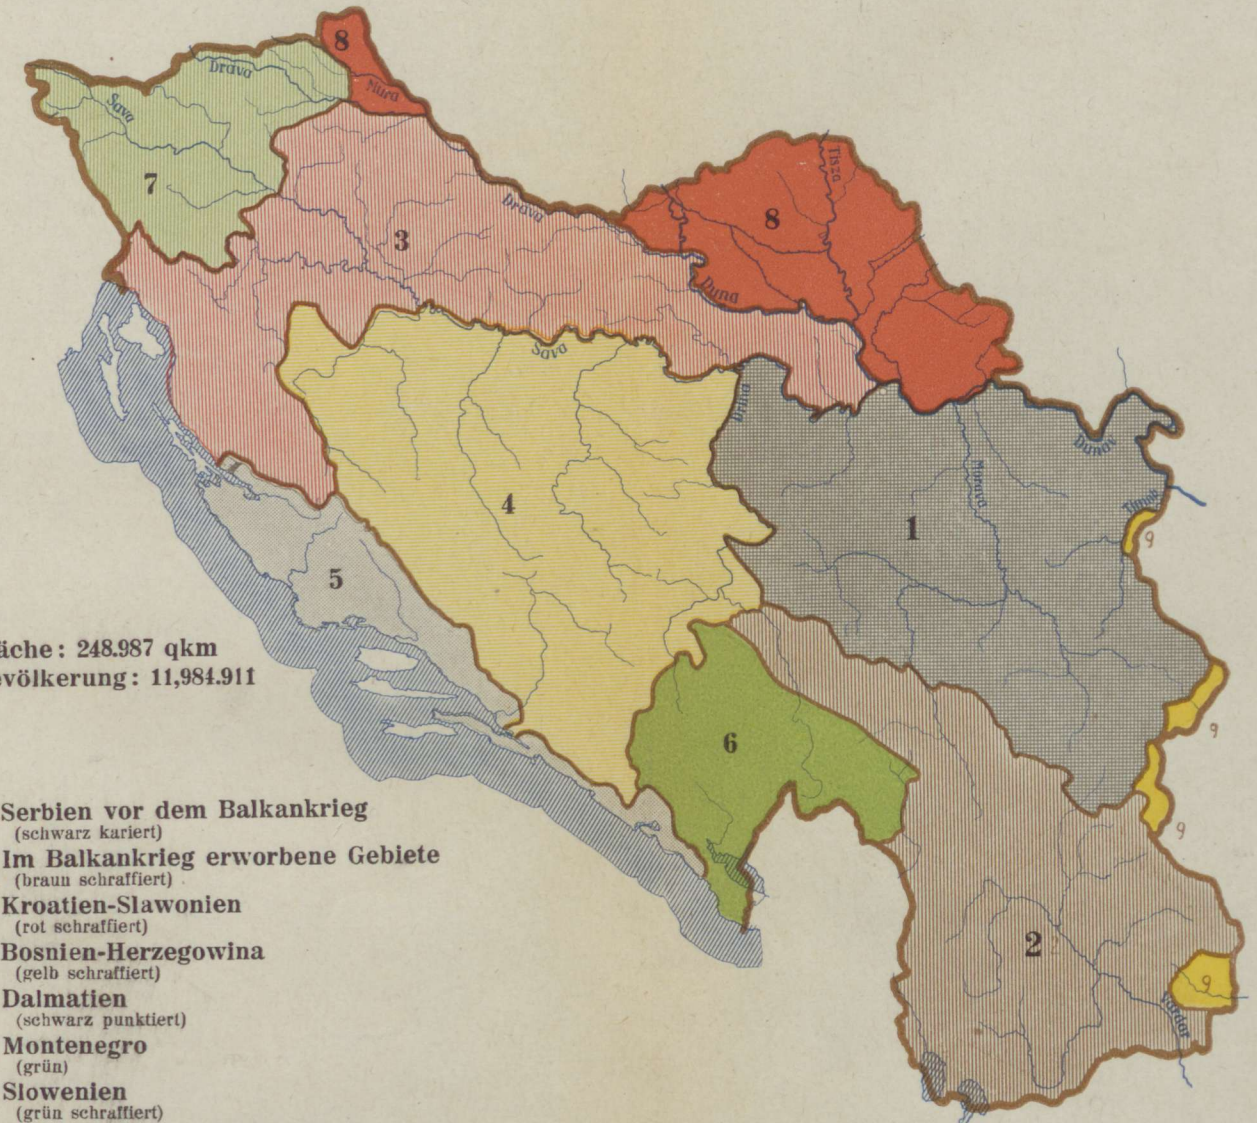 8
Drava
Mura
Sava
7
Tisza
8
Drava
3
Duna
Sava
Drina
Dunav
4
Morava
1
Timok
9
5
äche: 248.987 qkm
völkerung: 11,984.911
6
9
Serbien vor dem Balkankrieg
(schwarz kariert)
9
Im Balkankrieg erworbene Gebiete
(braun schraffiert)
Kroatien-Slawonien
(rot schraffiert)
2
Bosnien-Herzegowina
(gelb schraffiert)
9
Dalmatien
(schwarz punktiert)
Vardar
Montenegro
(grün)
Slowenien
(grün schraffiert)